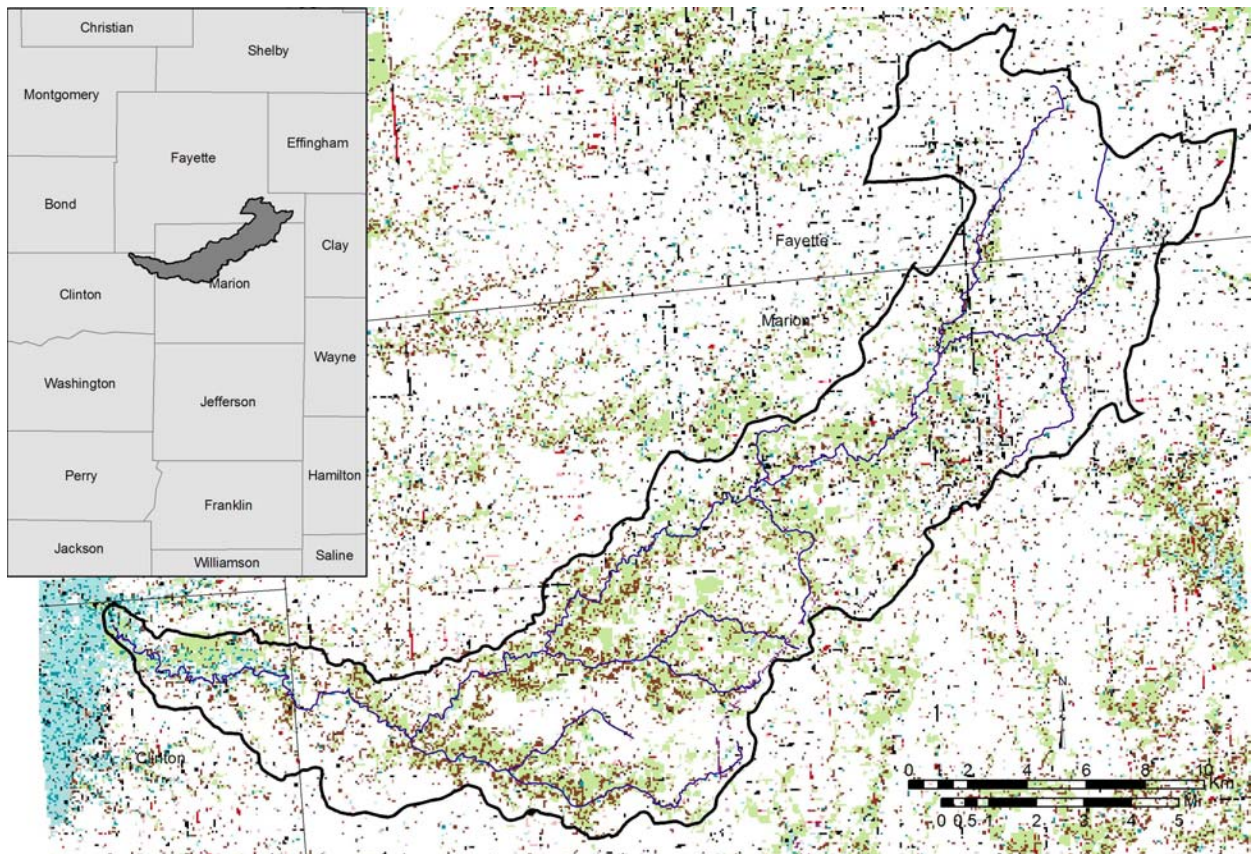 Christian
Shelby
Montgomery
Fayette
Effingham
Bond
Clay
Clinton
Marion
Wayne
Washington
Jefferson
Perry
Hamilton
Franklin
Jackson
Williamson
Saline
Fayette
Marion
Clinton
N
0 2 4 6 8 10
Km
0 0.5 1 2 3 4 5
Mi